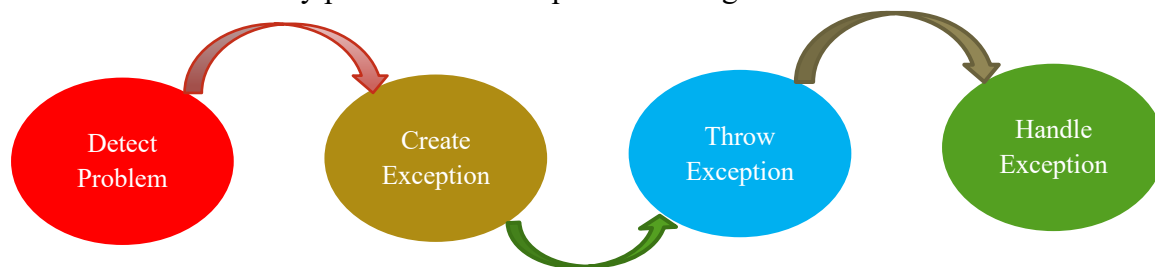 Detect
Problem
Create
Exception
Throw
Exception
Handle
Exception